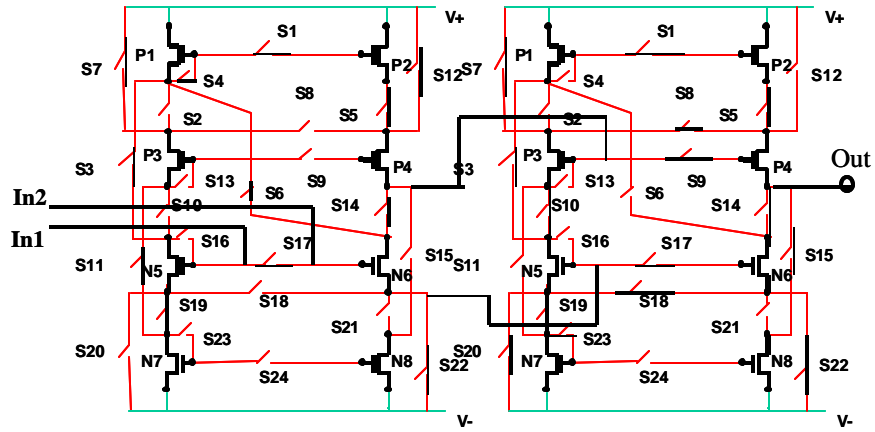 S1 V+ S1 V+
P1 P2 P1 P2
S7 S4 S12 S7 S4 S12
S8 S8
S2 S5 S2 S5
S3 P3 P4 S3 P3 P4 Out
S13 S9 S13 S9
In2 S10 S6 S14 S10 S6 S14
In1 S16 S17 S16 S17
S11 S15 S11 S15
N5 N6 N5 N6
S19 S18 S19 S18
S23 S21 S23 S21
S20 S20
N7 N8 S22 N7 N8 S22
S24 S24
V- V-